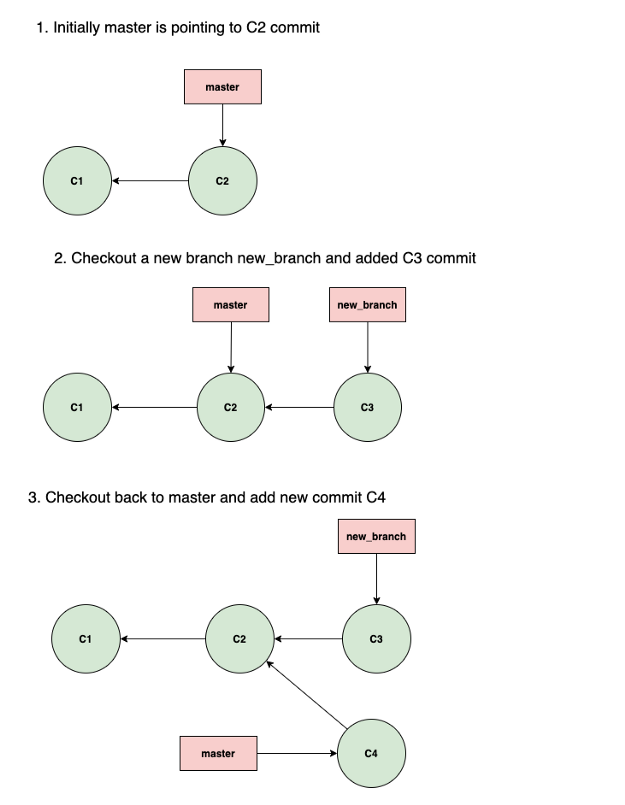 1. Initially master is pointing to C2 commit
master
C1
C2
2. Checkout a new branch new_branch and added C3 commit
master
new_branch
C1
C2
C3
3. Checkout back to master and add new commit C4
new_branch
C1
C2
C3
master
C4